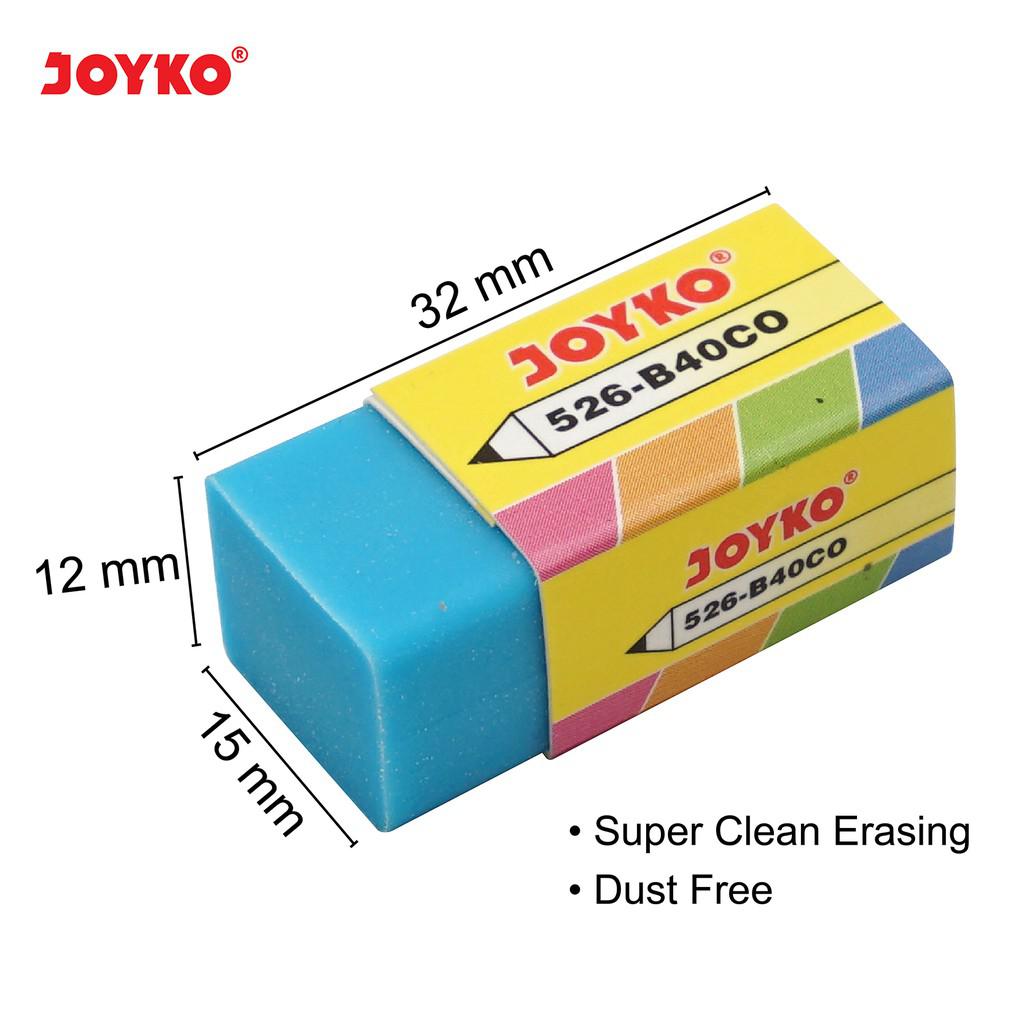 JOYKO®
32 mm
JOYKO®
526-B40CO
JOYKO®
526-B40CO
12 mm
15 mm
• Super Clean Erasing
• Dust Free